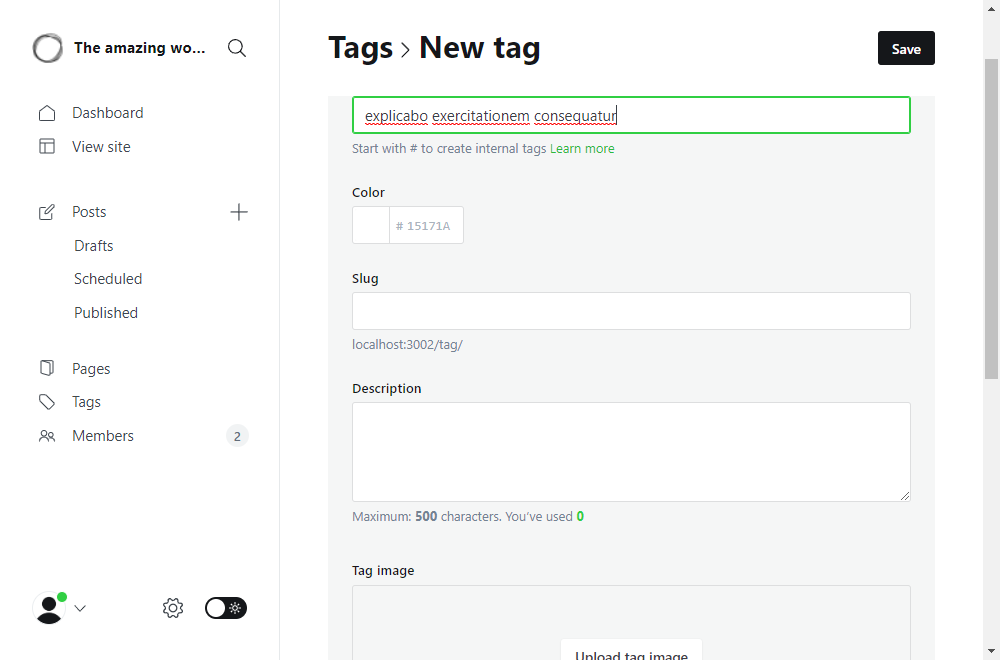 The amazing wo...
Dashboard
View site
Posts
Drafts
Scheduled
Published
Pages
Tags
Members
2
Tags > New tag
Save
explicabo exercitationem consequatur
Start with # to create internal tags Learn more
Color
# 15171A
Slug
localhost:3002/tag/
Description
Maximum: 500 characters. You’ve used 0
Tag image
Upload tag image